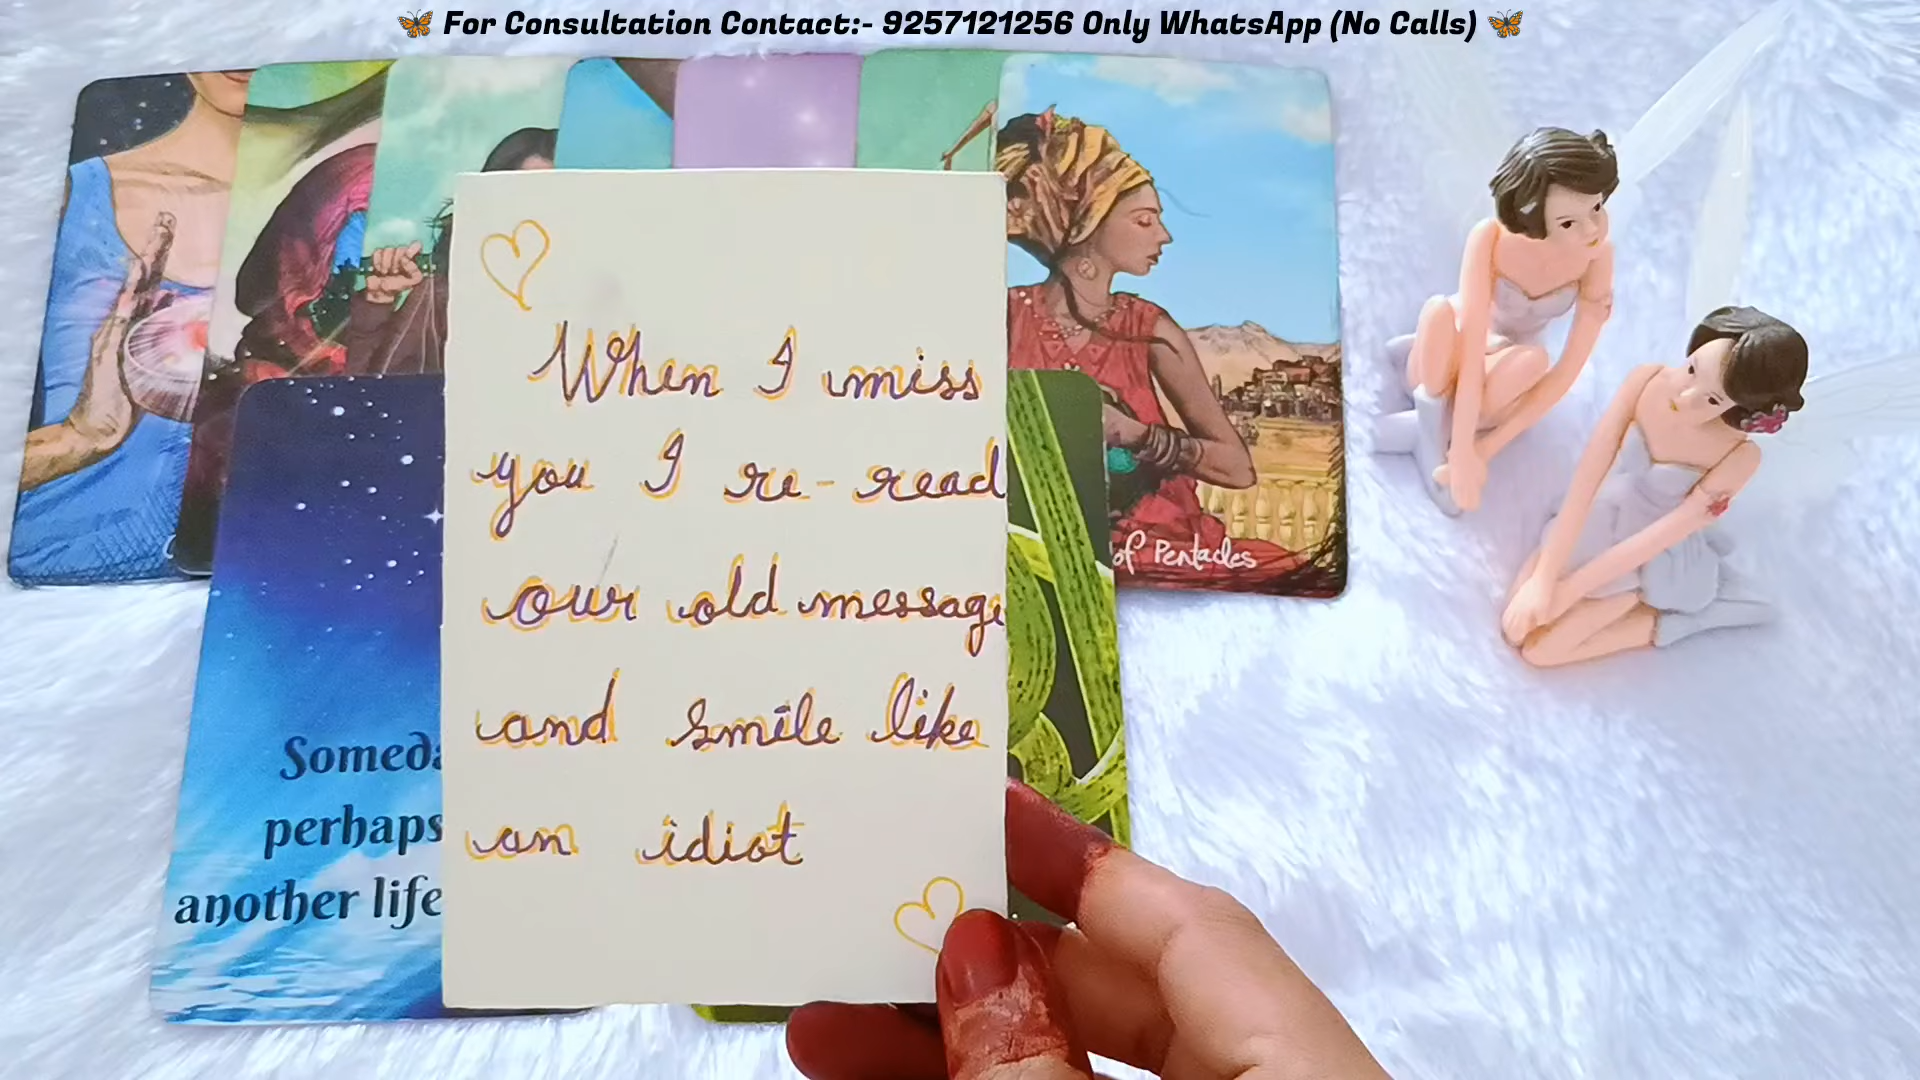 🦋 For Consultation Contact:- 9257121256 Only WhatsApp (No Calls) 🦋
When I miss
you I re-read
our old message
and smile like
an idiot
of Pentacles
perhaps
another life